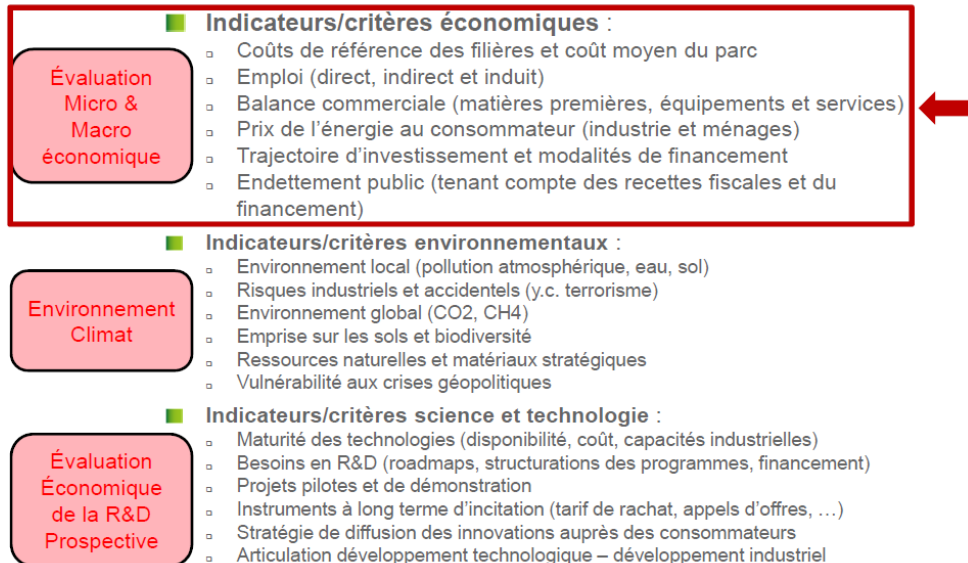 Indicateurs/critères économiques :
Évaluation
Micro &
Macro
économique
Coûts de référence des filières et coût moyen du parc
Emploi (direct, indirect et induit)
Balance commerciale (matières premières, équipements et services)
Prix de l’énergie au consommateur (industrie et ménages)
Trajectoire d’investissement et modalités de financement
Endettement public (tenant compte des recettes fiscales et du
financement)
Indicateurs/critères environnementaux :
Environnement
Climat
Environnement local (pollution atmosphérique, eau, sol)
Risques industriels et accidentels (y.c. terrorisme)
Environnement global (CO2, CH4)
Emprise sur les sols et biodiversité
Ressources naturelles et matériaux stratégiques
Vulnérabilité aux crises géopolitiques
Indicateurs/critères science et technologie :
Évaluation
Économique
de la R&D
Prospective
Maturité des technologies (disponibilité, coût, capacités industrielles)
Besoins en R&D (roadmaps, structurations des programmes, financement)
Projets pilotes et de démonstration
Instruments à long terme d’incitation (tarif de rachat, appels d’offres, …)
Stratégie de diffusion des innovations auprès des consommateurs
Articulation développement technologique – développement industriel